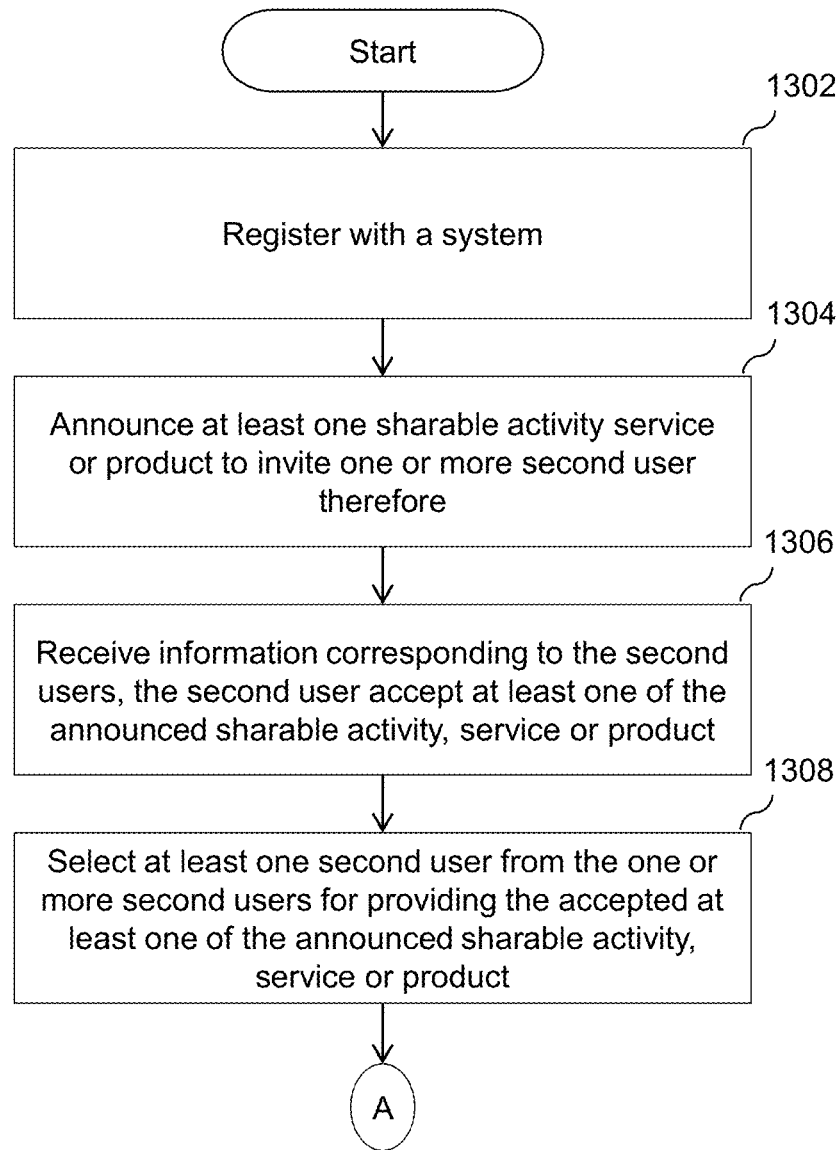 Start
1302
Register with a system
1304
Announce at least one sharable activity service
or product to invite one or more second user
therefore
1306
Receive information corresponding to the second
users, the second user accept at least one of the
announced sharable activity, service or product
1308
Select at least one second user from the one or
more second users for providing the accepted at
least one of the announced sharable activity,
service or product
A